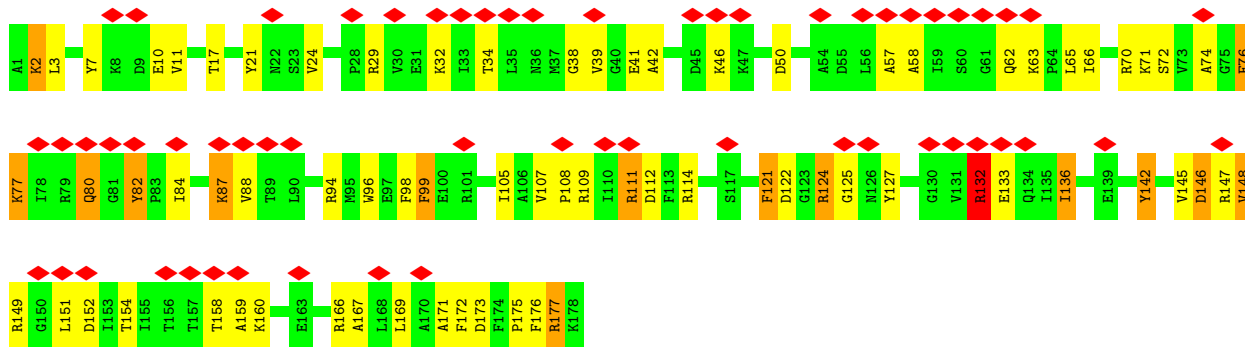 A1 K2 L3 Y7 K8 D9 E10 V11 T17 Y21 N22 S23 V24 P28 R29 V30 E31 K32 I33 T34 L35 N36 M37 G38 V39 G40 E41 A42 D45 K46 K47 D50 A54 D55 L56 A57 A58 I59 S60 G61 Q62 K63 P64 L65 I66 R70 K71 S72 V73 A74 G75 F76
K77 I78 R79 Q80 G81 Y82 P83 I84 K87 V88 T89 L90 R94 M95 W96 E97 F98 F99 E100 R101 I105 A106 V107 P108 R109 I110 R111 D112 F113 R114 S117 F121 D122 G123 R124 G125 N126 Y127 G130 V131 R132 E133 Q134 I135 I136 E139 Y142 V145 D146 R147 V148
R149 G150 L151 D152 I153 T154 I155 T156 T157 T158 A159 K160 E163 R166 A167 L168 L169 A170 A171 F172 D173 F174 P175 F176 R177 K178